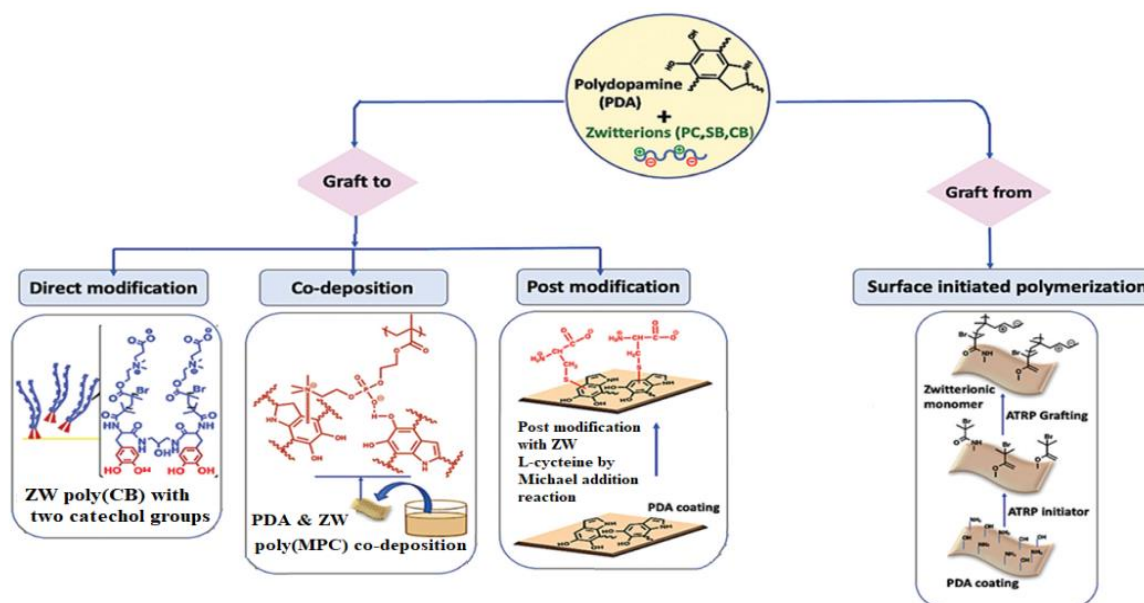 Polydopamine
(PDA)
+
Zwitterions (PC,SB,CB)
Graft to
Graft from
Direct modification
Co-deposition
Post modification
Surface initiated polymerization
ZW poly(CB) with
two catechol groups
PDA & ZW
poly(MPC) co-deposition
Post modification
with ZW
L-cycteine by
Michael addition
reaction
PDA coating
Zwitterionic
monomer
ATRP Grafting
ATRP initiator
PDA coating